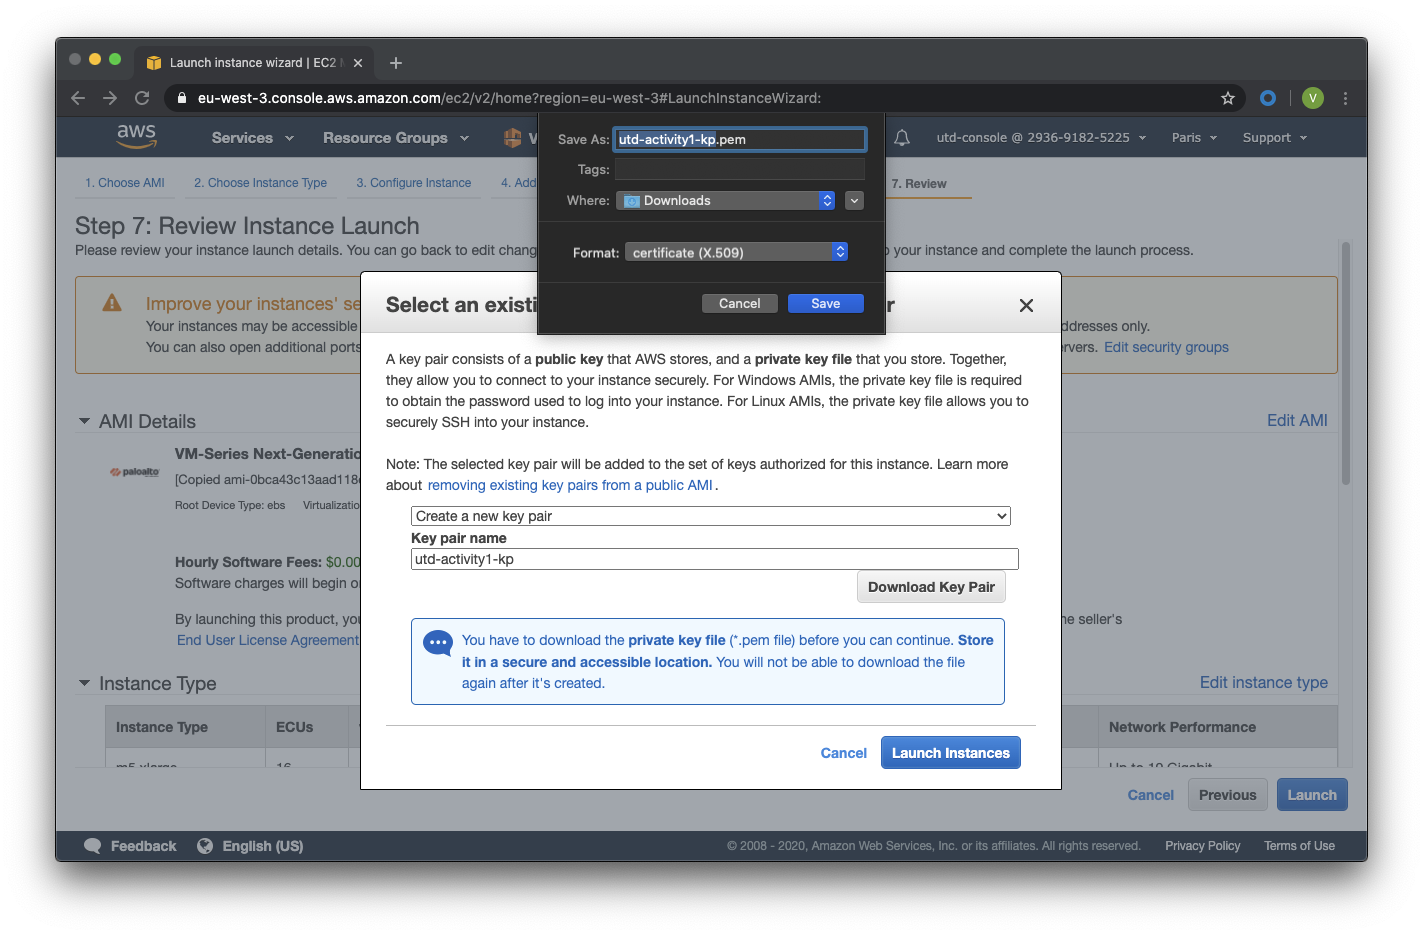 Launch instance wizard | EC2 M
eu-west-3.console.aws.amazon.com/ec2/v2/home?region=eu-west-3#LaunchInstanceWizard:
V
aws
Services
Resource Groups
V
utd-console @ 2936-9182-5225
Paris
Support
Save As: utd-activity1-kp.pem
Tags:
Where: Downloads
Format: certificate (X.509)
Cancel
Save
1. Choose AMI
2. Choose Instance Type
3. Configure Instance
4. Add
7. Review
Step 7: Review Instance Launch
Please review your instance launch details. You can go back to edit chang
your instance and complete the launch process.
Improve your instances' se
Your instances may be accessible
ddresses only.
You can also open additional ports
rvers. Edit security groups
Select an existi
r
A key pair consists of a public key that AWS stores, and a private key file that you store. Together,
they allow you to connect to your instance securely. For Windows AMIs, the private key file is required
to obtain the password used to log into your instance. For Linux AMIs, the private key file allows you to
securely SSH into your instance.
Note: The selected key pair will be added to the set of keys authorized for this instance. Learn more
about removing existing key pairs from a public AMI .
Create a new key pair
Key pair name
utd-activity1-kp
Download Key Pair
You have to download the private key file (*.pem file) before you can continue. Store
it in a secure and accessible location. You will not be able to download the file
again after it's created.
Cancel
Launch Instances
AMI Details
Edit AMI
paloalto
VM-Series Next-Generatio
[Copied ami-0bca43c13aad118
Root Device Type: ebs
Virtualizatio
Hourly Software Fees: $0.00
Software charges will begin o
By launching this product, you
he seller's
End User License Agreement
Instance Type
Edit instance type
Instance Type
ECUs
Network Performance
m5.xlarge
16
Up to 10 Gigabit
Cancel
Previous
Launch
Feedback
English (US)
© 2008 - 2020, Amazon Web Services, Inc. or its affiliates. All rights reserved.
Privacy Policy
Terms of Use